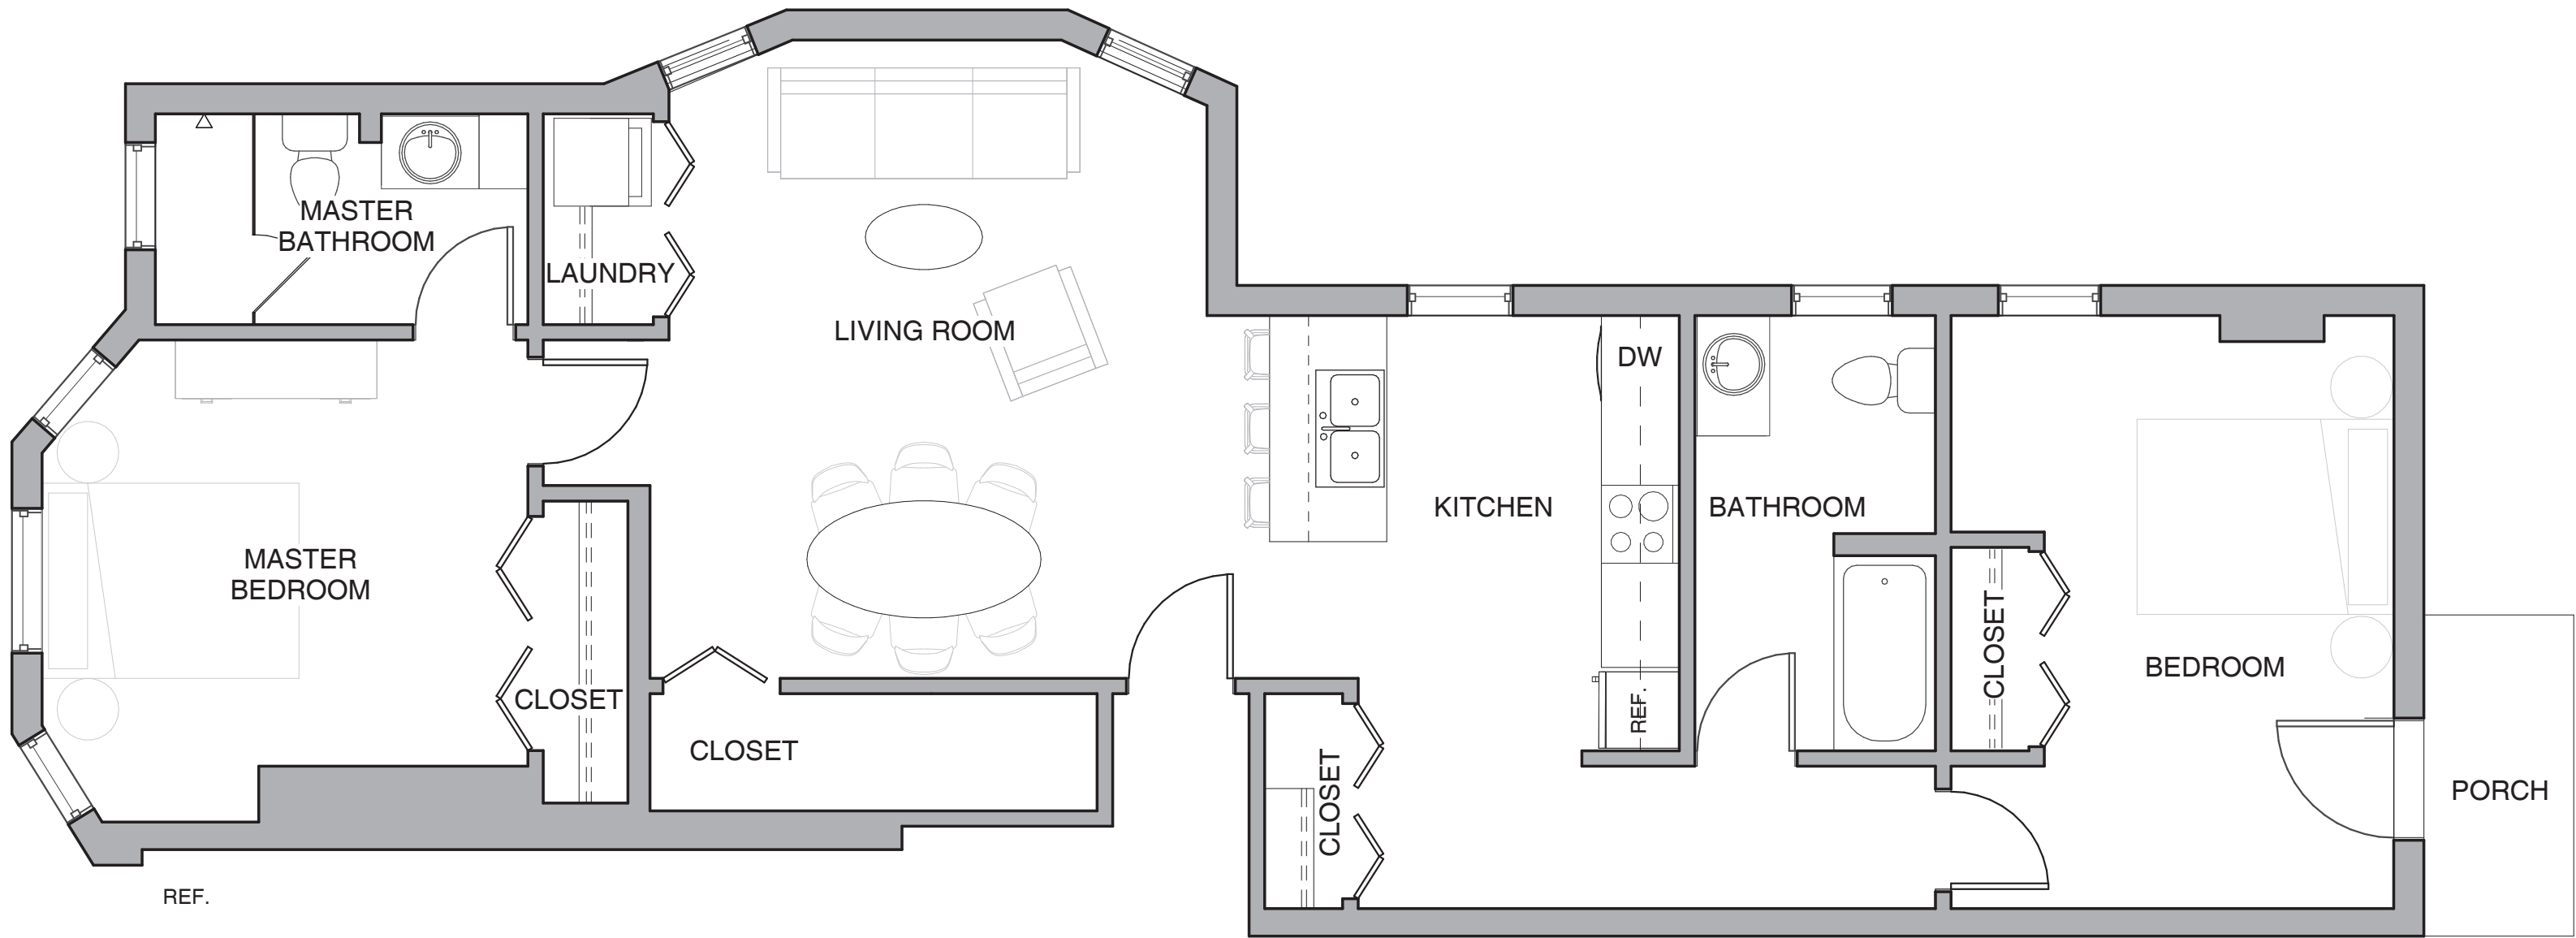 MASTER
BATHROOM
LAUNDRY
LIVING ROOM
DW
KITCHEN
BATHROOM
MASTER
BEDROOM
CLOSET
BEDROOM
CLOSET
CLOSET
REF.
CLOSET
PORCH
REF.